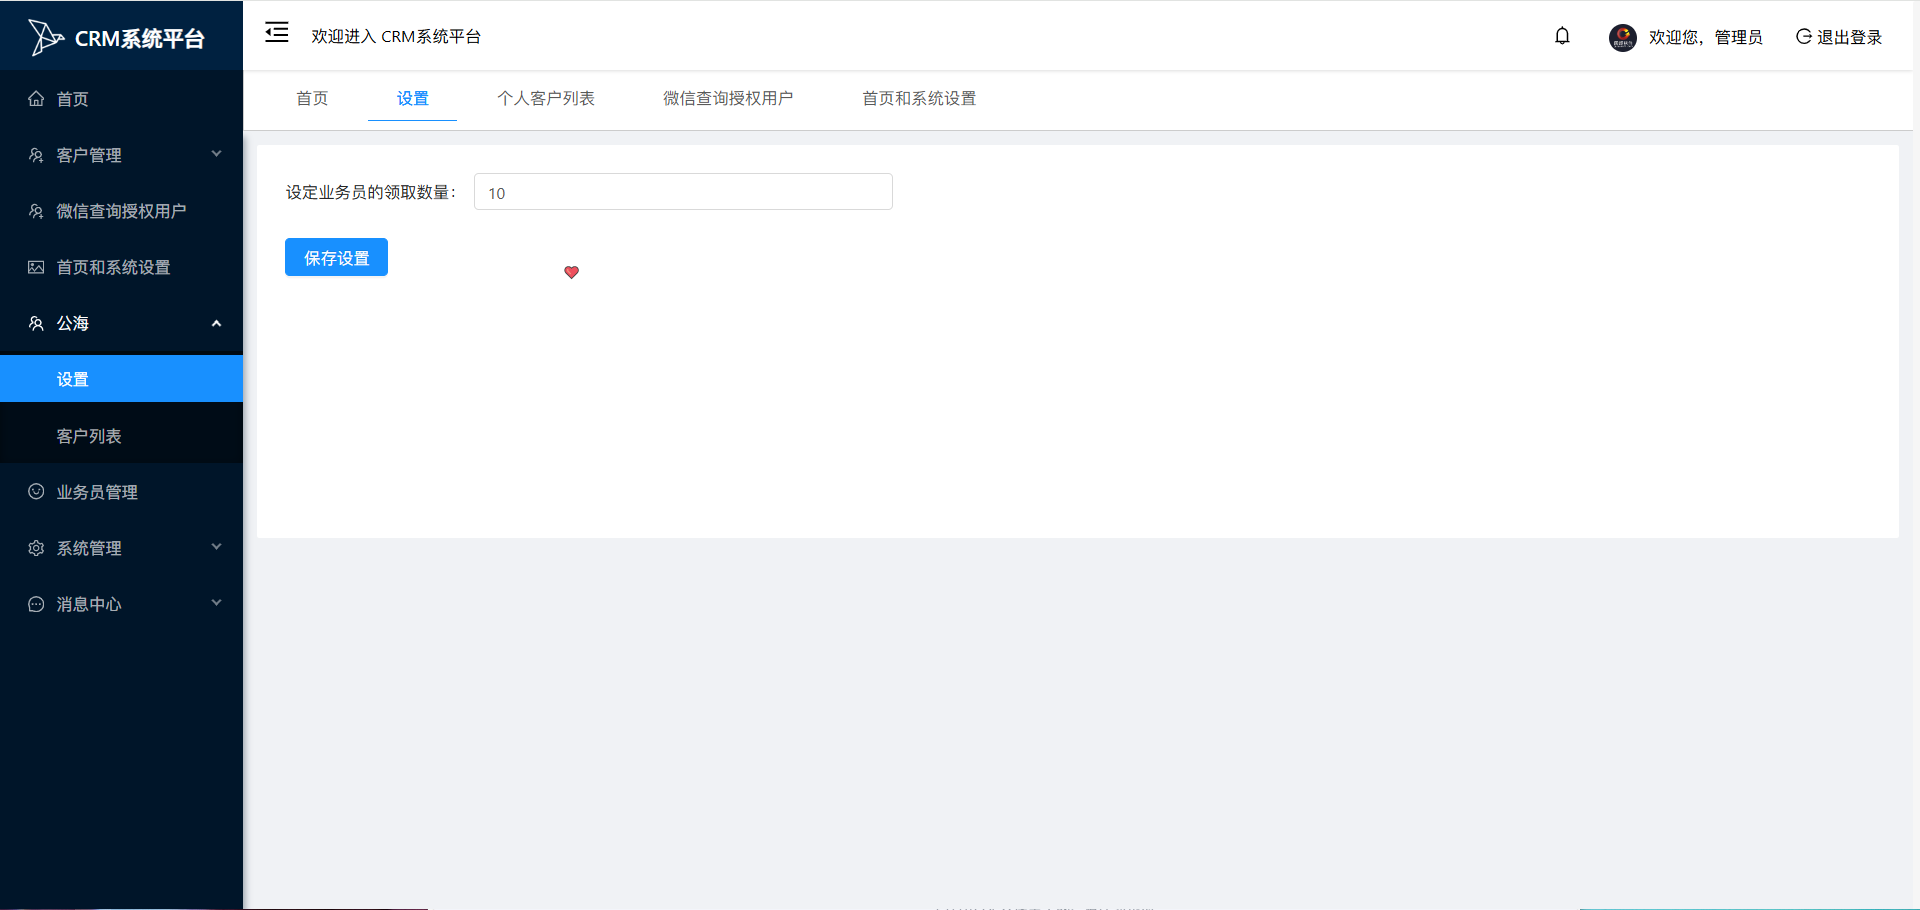 CRM系统平台
欢迎进入 CRM系统平台
欢迎您，管理员
退出登录
首页
设置
个人客户列表
微信查询授权用户
首页和系统设置
首页
客户管理
微信查询授权用户
首页和系统设置
公海
设置
客户列表
业务员管理
系统管理
消息中心
设定业务员的领取数量：
10
保存设置